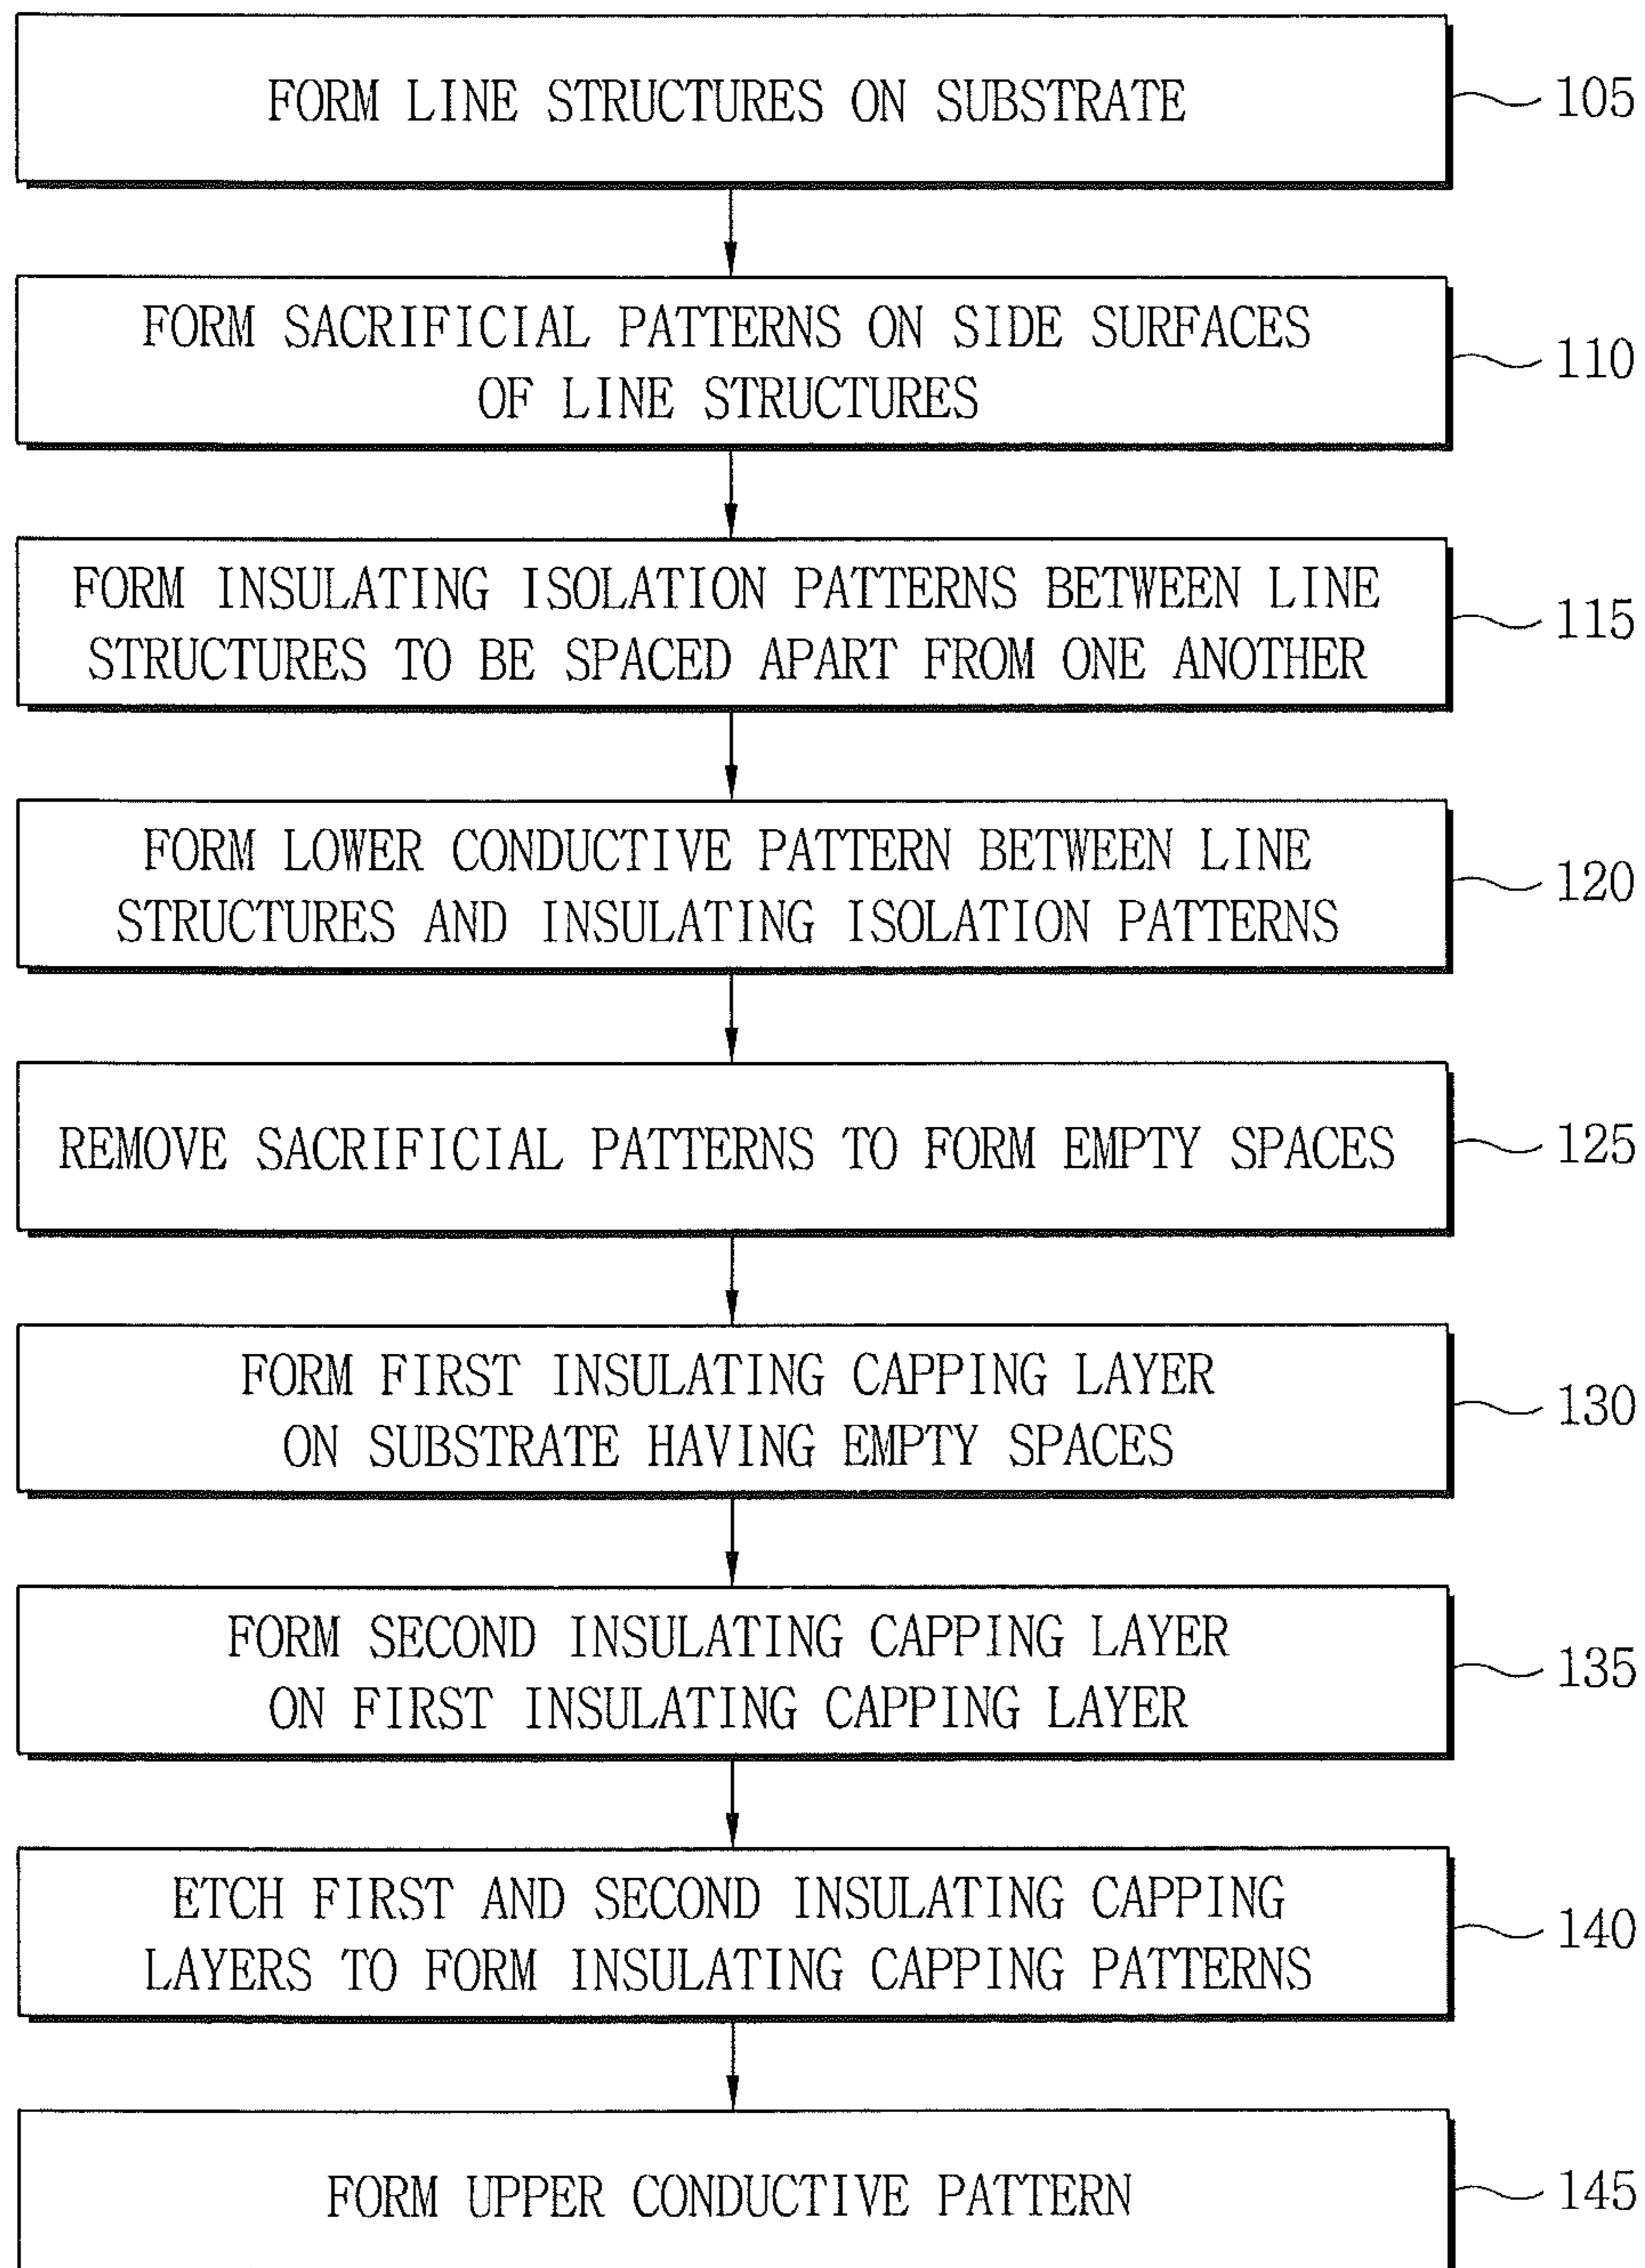 FORM LINE STRUCTURES ON SUBSTRATE
105
FORM SACRIFICIAL PATTERNS ON SIDE SURFACES
OF LINE STRUCTURES
110
FORM INSULATING ISOLATION PATTERNS BETWEEN LINE
STRUCTURES TO BE SPACED APART FROM ONE ANOTHER
115
FORM LOWER CONDUCTIVE PATTERN BETWEEN LINE
STRUCTURES AND INSULATING ISOLATION PATTERNS
120
REMOVE SACRIFICIAL PATTERNS TO FORM EMPTY SPACES
125
FORM FIRST INSULATING CAPPING LAYER
ON SUBSTRATE HAVING EMPTY SPACES
130
FORM SECOND INSULATING CAPPING LAYER
ON FIRST INSULATING CAPPING LAYER
135
ETCH FIRST AND SECOND INSULATING CAPPING
LAYERS TO FORM INSULATING CAPPING PATTERNS
140
FORM UPPER CONDUCTIVE PATTERN
145